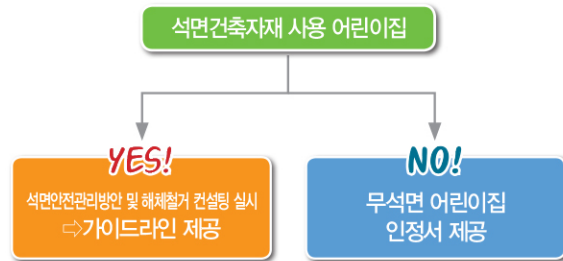 석면건축자재 사용 어린이집
YES!
석면안전관리방안 및 해체철거 컨설팅 실시
⇨가이드라인 제공
NO!
무석면 어린이집
인정서 제공